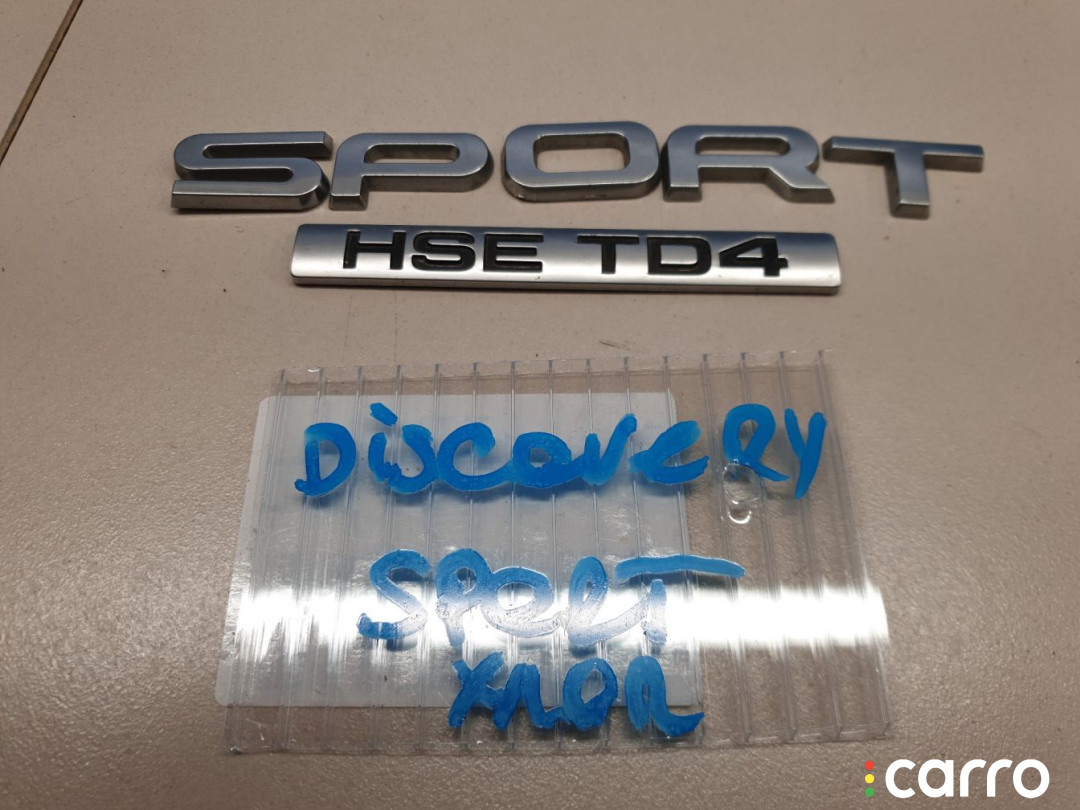 SPORT
HSE TD4
DiSCOVERY
SPORT
хлоп
carro